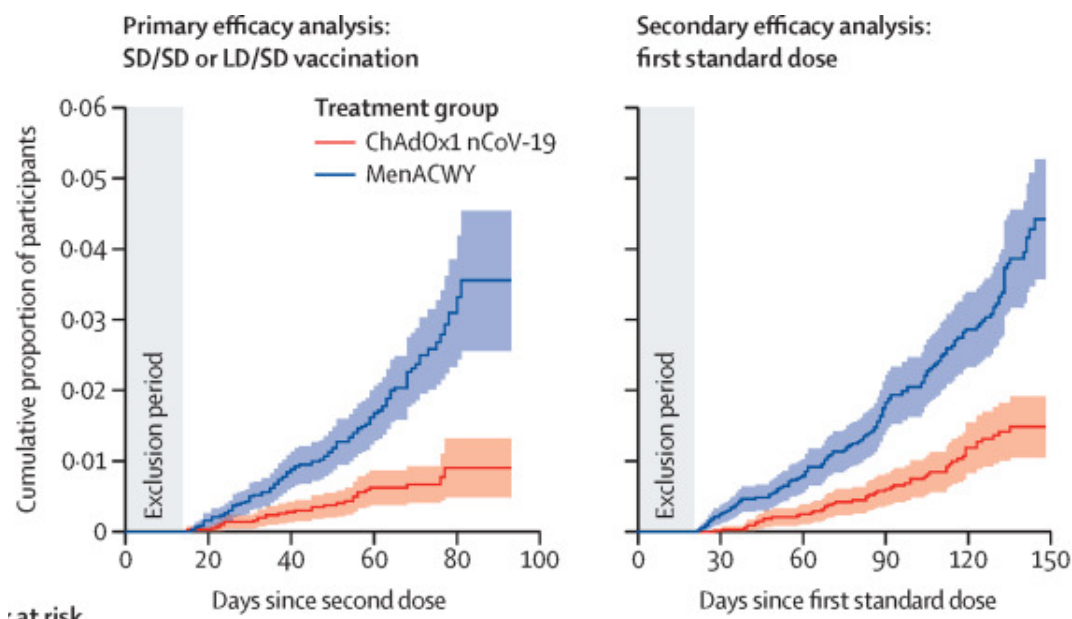 Primary efficacy analysis:
SD/SD or LD/SD vaccination
Secondary efficacy analysis:
first standard dose
Treatment group
ChAdOx1 nCoV-19
MenACWY
Cumulative proportion of participants
0·06
0·05
0·04
0·03
0·02
0·01
0
Exclusion period
0 20 40 60 80 100
Days since second dose
Exclusion period
0 30 60 90 120 150
Days since first standard dose
at risk